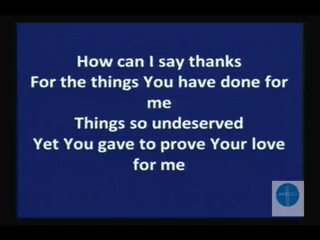 How can I say thanks
For the things You have done for
me
Things so undeserved
Yet You gave to prove Your love
for me